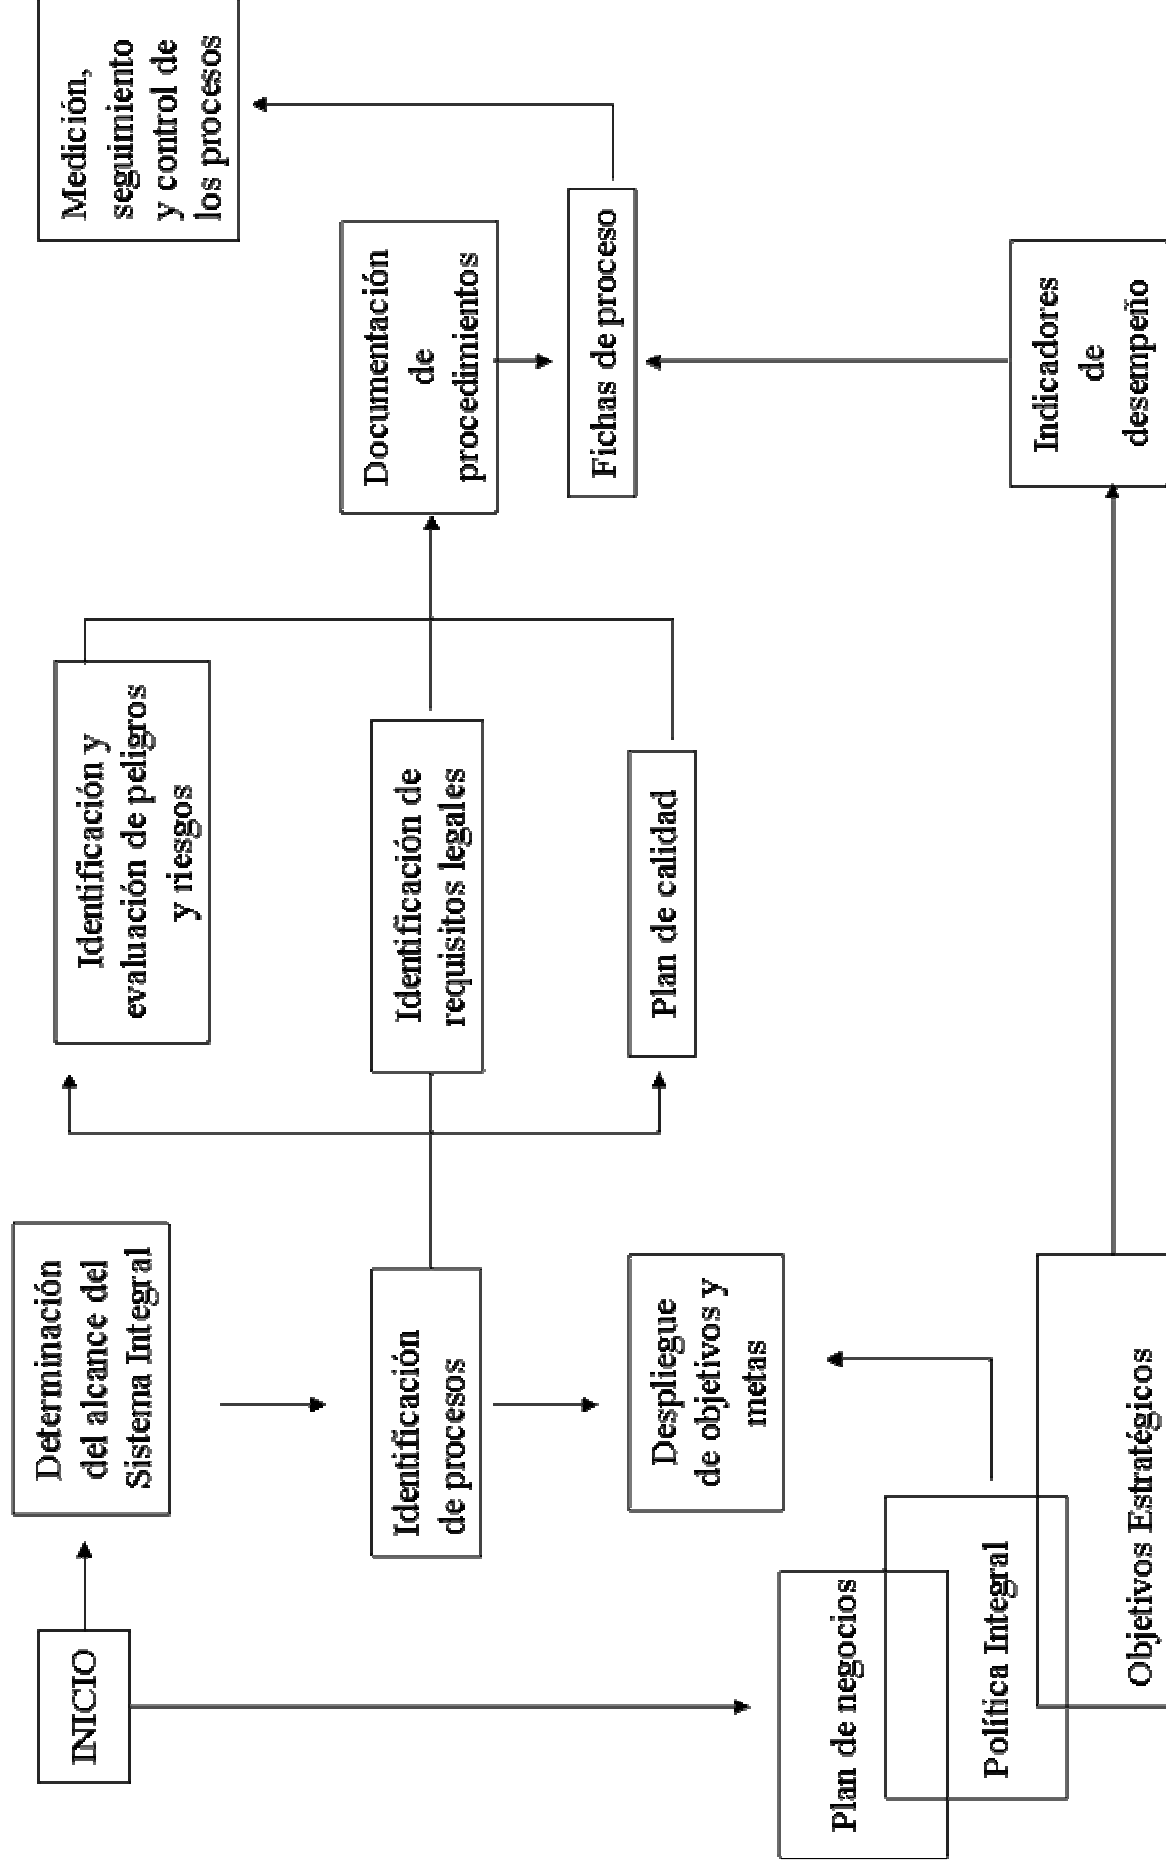 INICIO
Determinación
del alcance del
Sistema Integral
Identificación y
evaluación de peligros
y riesgos
Medición,
seguimiento
y control de
los procesos
Identificación
de procesos
Identificación de
requisitos legales
Documentación
de
procedimientos
Despliegue
de objetivos y
metas
Plan de calidad
Fichas de proceso
Plan de negocios
Política Integral
Objetivos Estratégicos
Indicadores
de
desempeño